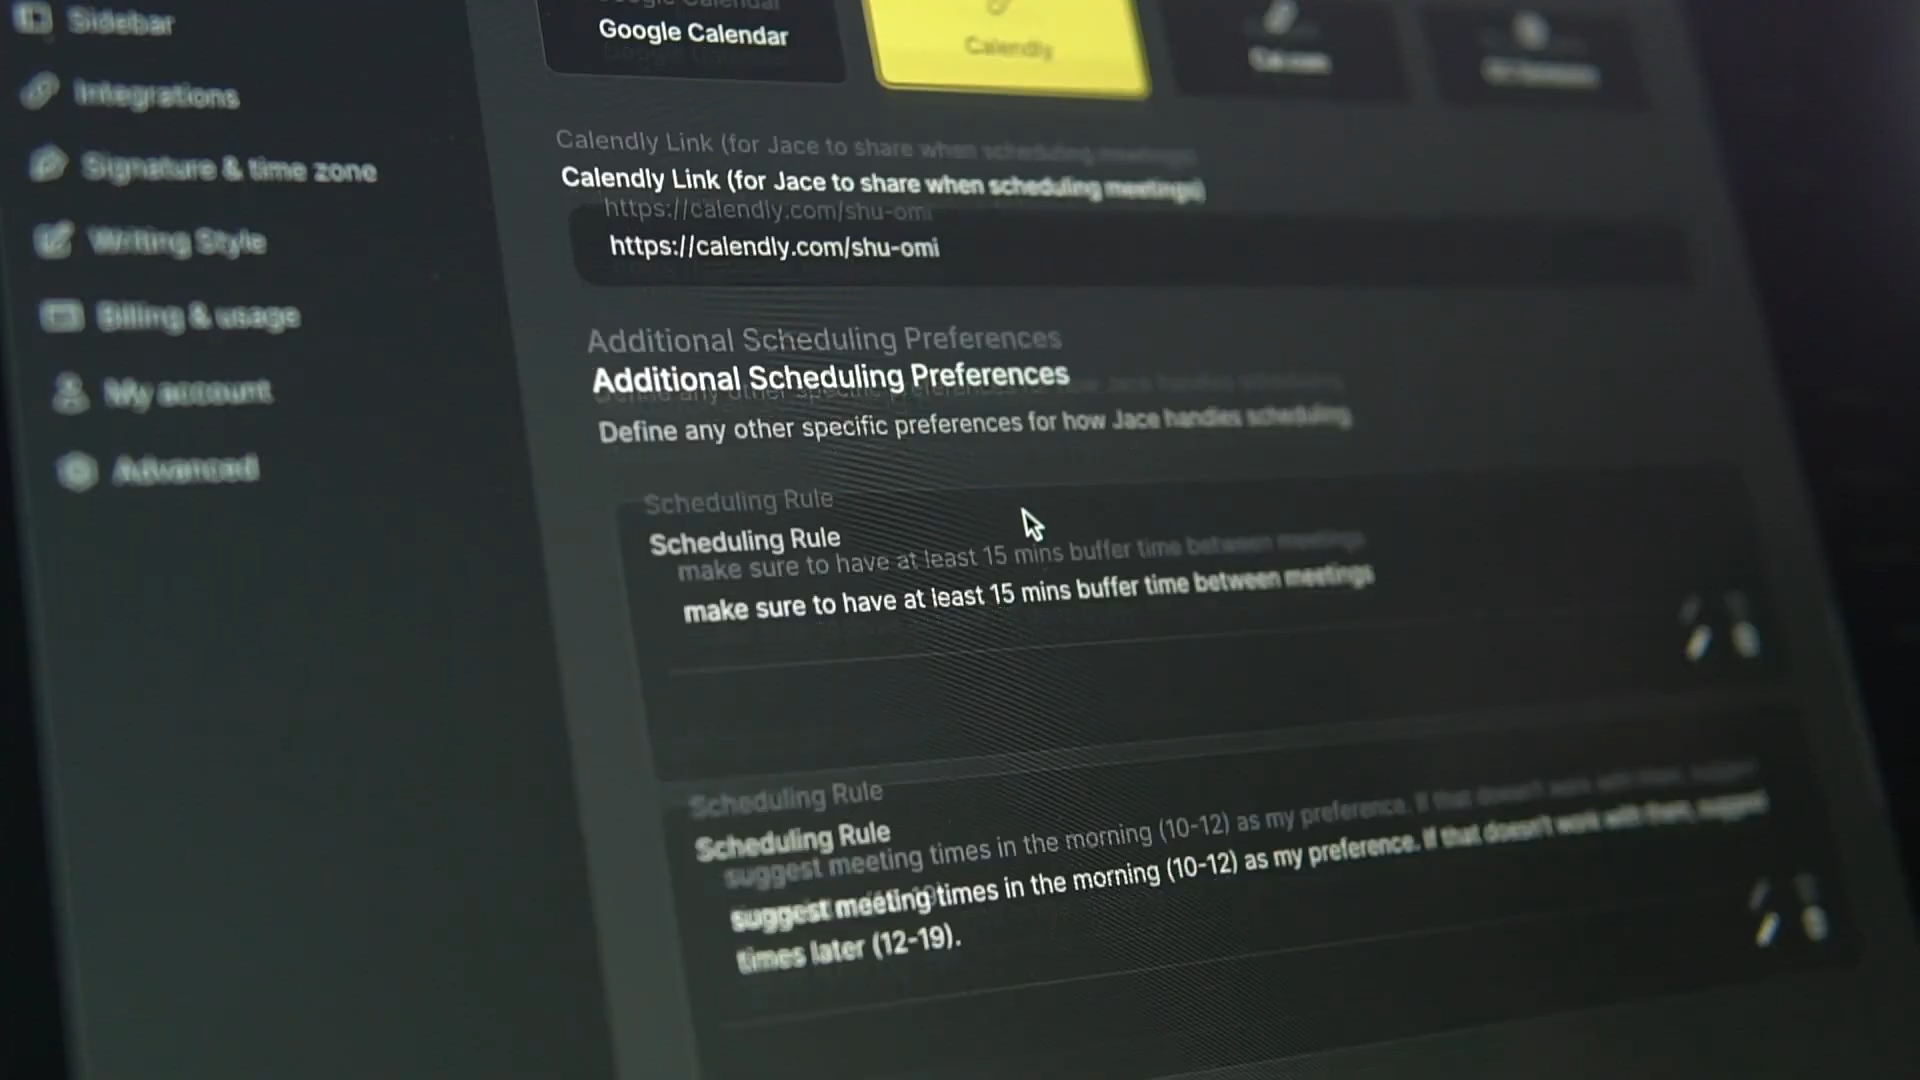 Sidebar
Google Calendar
Calendly
Integrations
Calendly Link (for Jace to share when scheduling meetings)
Signature & time zone
https://calendly.com/shu-omi
Writing Style
Billing & usage
Additional Scheduling Preferences
My account
Define any other specific preferences for how Jace handles scheduling
Advanced
Scheduling Rule
make sure to have at least 15 mins buffer time between meetings
Scheduling Rule
suggest meeting times in the morning (10-12) as my preference. If that doesn't work with them, suggest
times later (12-19).